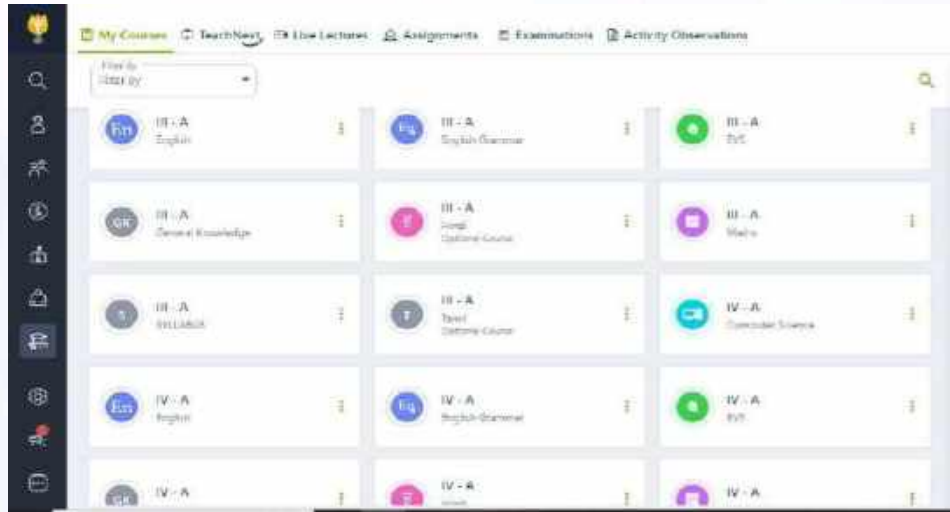 My Courses TeachNext Live Lectures Assignments Examinations Activity Observations
Filter By
Filter By
En III - A
English
Eg III - A
English Grammar
III - A
EVS
GK III - A
General Knowledge
III - A
Hindi
Optional Course
III - A
Maths
S III - A
SYLLABUS
T III - A
Tamil
Optional Course
IV - A
Computer Science
En IV - A
English
Eg IV - A
English Grammar
IV - A
EVS
GK IV - A
IV - A
IV - A